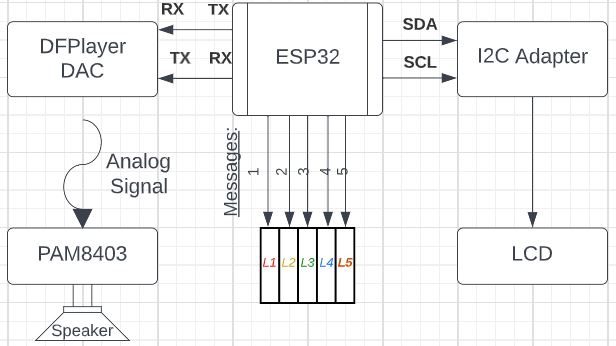 RX TX
DFPlayer
DAC
TX RX
ESP32
SDA
SCL
I2C Adapter
Analog
Signal
Messages:
1 2 3 4 5
PAM8403
L1 L2 L3 L4 L5
LCD
Speaker